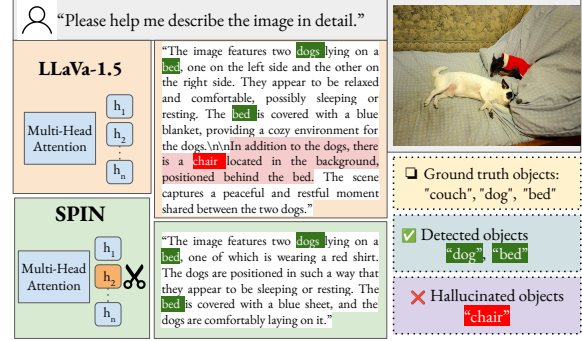 “Please help me describe the image in detail.”
LLaVa-1.5
Multi-Head
Attention
h1
h2
hn
“The image features two dogs lying on a
bed, one on the left side and the other on
the right side. They appear to be relaxed
and comfortable, possibly sleeping or
resting. The bed is covered with a blue
blanket, providing a cozy environment for
the dogs.\n\nIn addition to the dogs, there
is a chair located in the background,
positioned behind the bed. The scene
captures a peaceful and restful moment
shared between the two dogs.”
SPIN
Multi-Head
Attention
h1
h2
hn
“The image features two dogs lying on a
bed, one of which is wearing a red shirt.
The dogs are positioned in such a way that
they appear to be sleeping or resting. The
bed is covered with a blue sheet, and the
dogs are comfortably laying on it.”
❑ Ground truth objects:
"couch", "dog", "bed"
✅ Detected objects
“dog”, “bed”
❌ Hallucinated objects
“chair”